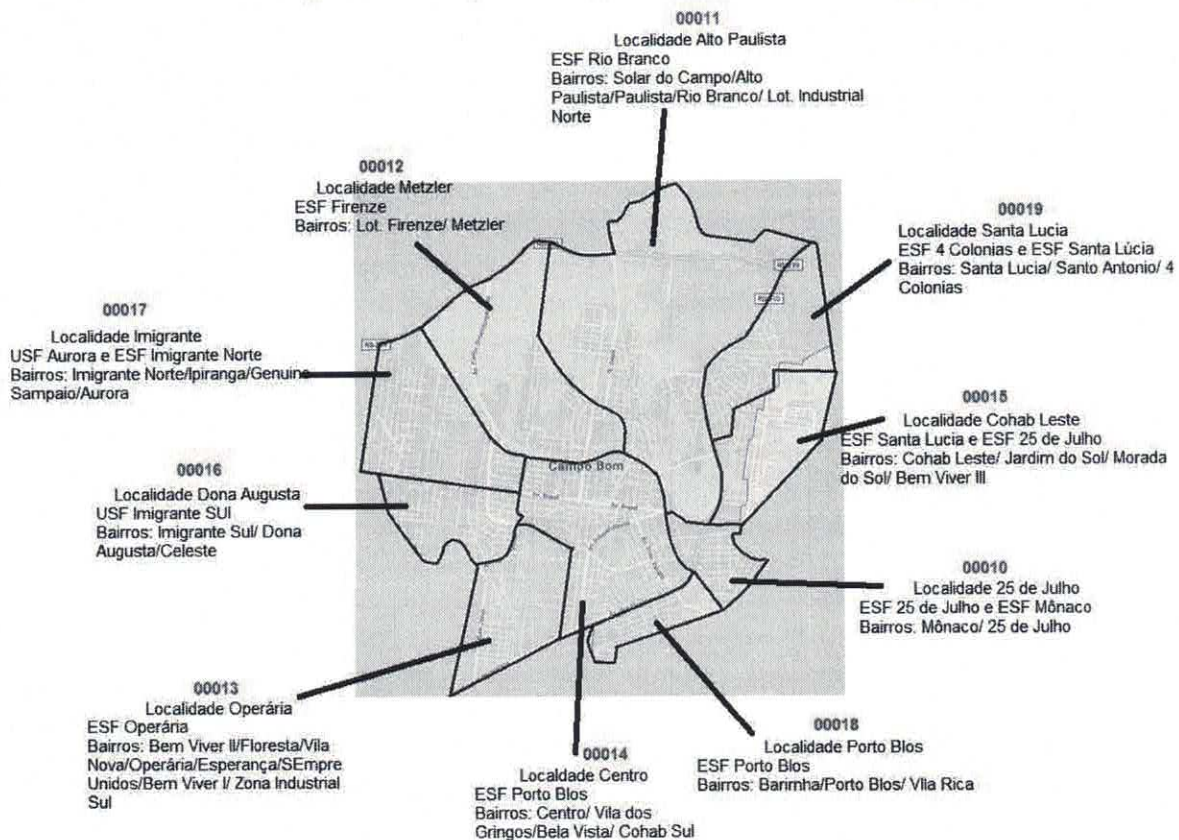 00011
Localidade Alto Paulista
ESF Rio Branco
Bairros: Solar do Campo/Alto
Paulista/Paulista/Rio Branco/ Lot. Industrial
Norte
00012
Localidade Metzler
ESF Firenze
Bairros: Lot. Firenze/ Metzler
00019
Localidade Santa Lucia
ESF 4 Colonias e ESF Santa Lúcia
Bairros: Santa Lucia/ Santo Antonio/ 4
Colonias
00017
Localidade Imigrante
USF Aurora e ESF Imigrante Norte
Bairros: Imigrante Norte/Ipiranga/Genuino
Sampaio/Aurora
00015
Localidade Cohab Leste
ESF Santa Lucia e ESF 25 de Julho
Bairros: Cohab Leste/ Jardim do Sol/ Morada
do Sol/ Bem Viver III
Campo Bom
00016
Localidade Dona Augusta
USF Imigrante SUl
Bairros: Imigrante Sul/ Dona
Augusta/Celeste
00010
Localidade 25 de Julho
ESF 25 de Julho e ESF Mônaco
Bairros: Mônaco/ 25 de Julho
00013
Localidade Operária
ESF Operária
Bairros: Bem Viver II/Floresta/Vila
Nova/Operária/Esperança/SEmpre
Unidos/Bem Viver I/ Zona Industrial
Sul
00014
Localdade Centro
ESF Porto Blos
Bairros: Centro/ Vila dos
Gringos/Bela Vista/ Cohab Sul
00018
Localidade Porto Blos
ESF Porto Blos
Bairros: Barrinha/Porto Blos/ Vila Rica